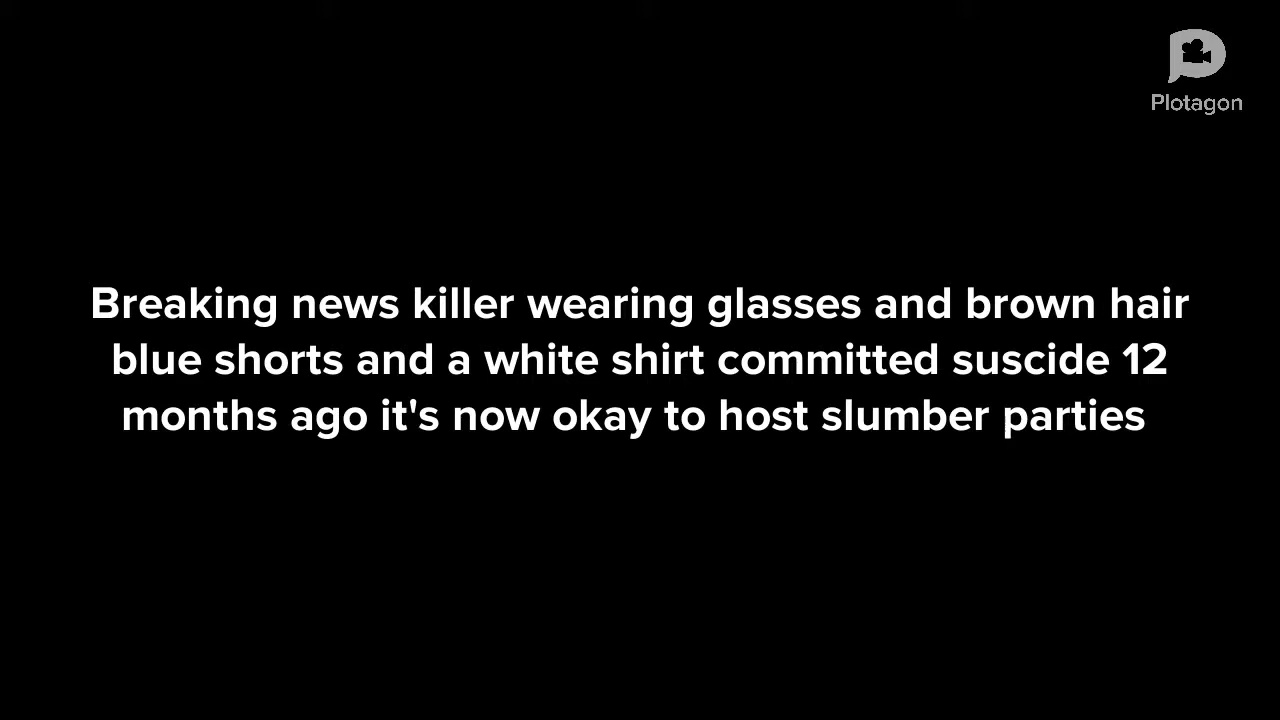 Plotagon
Breaking news killer wearing glasses and brown hair
blue shorts and a white shirt committed suscide 12
months ago it's now okay to host slumber parties